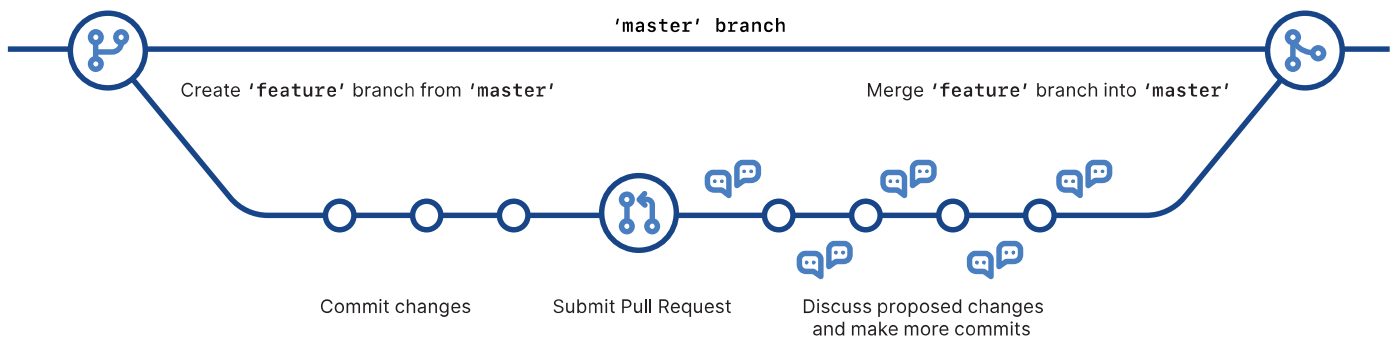 ‘master’ branch
Create ‘feature’ branch from ‘master’
Merge ‘feature’ branch into ‘master’
Commit changes
Submit Pull Request
Discuss proposed changes
and make more commits